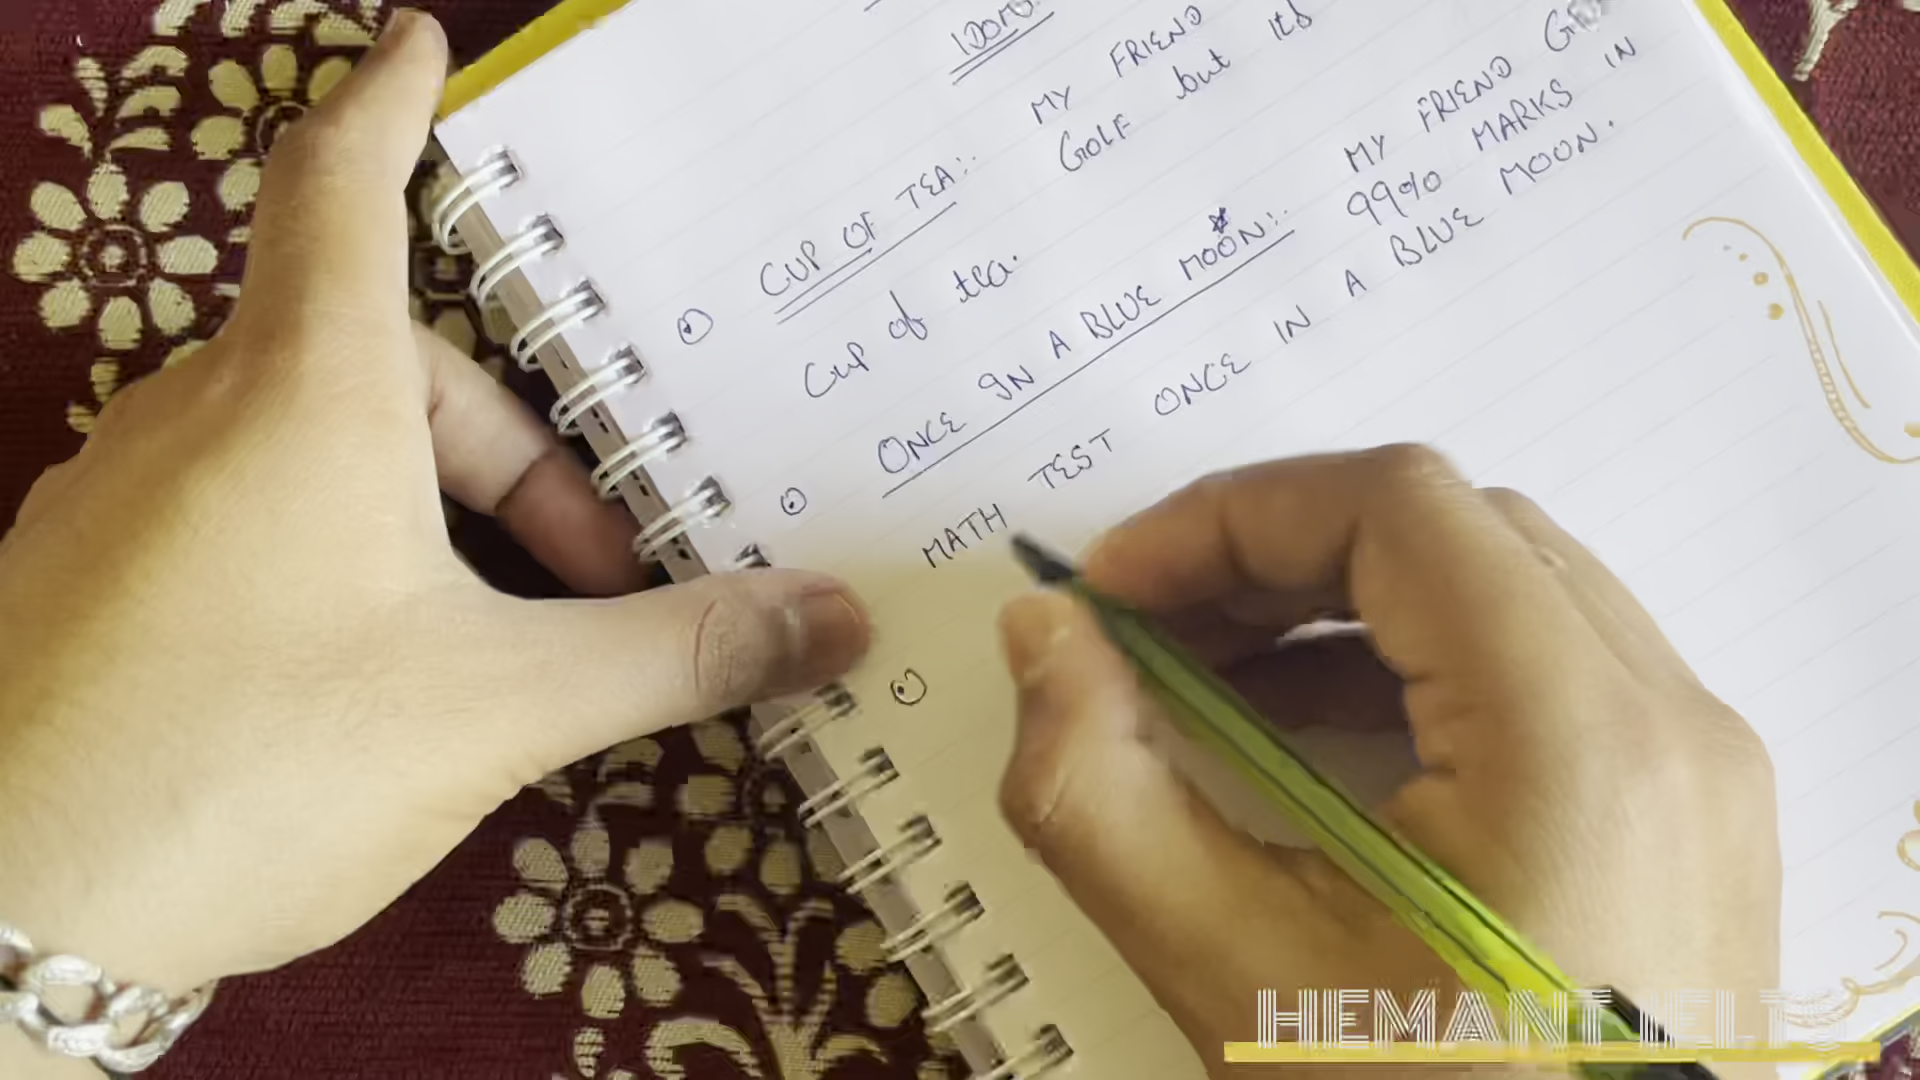 IDOMS.
CUP OF TEA:. MY FRIEND
GOLF but its
Cup of tea.
ONCE IN A BLUE MOON:. MY FRIEND
99% MARKS IN
MATH TEST ONCE IN A BLUE MOON.
HEMANT IELTS